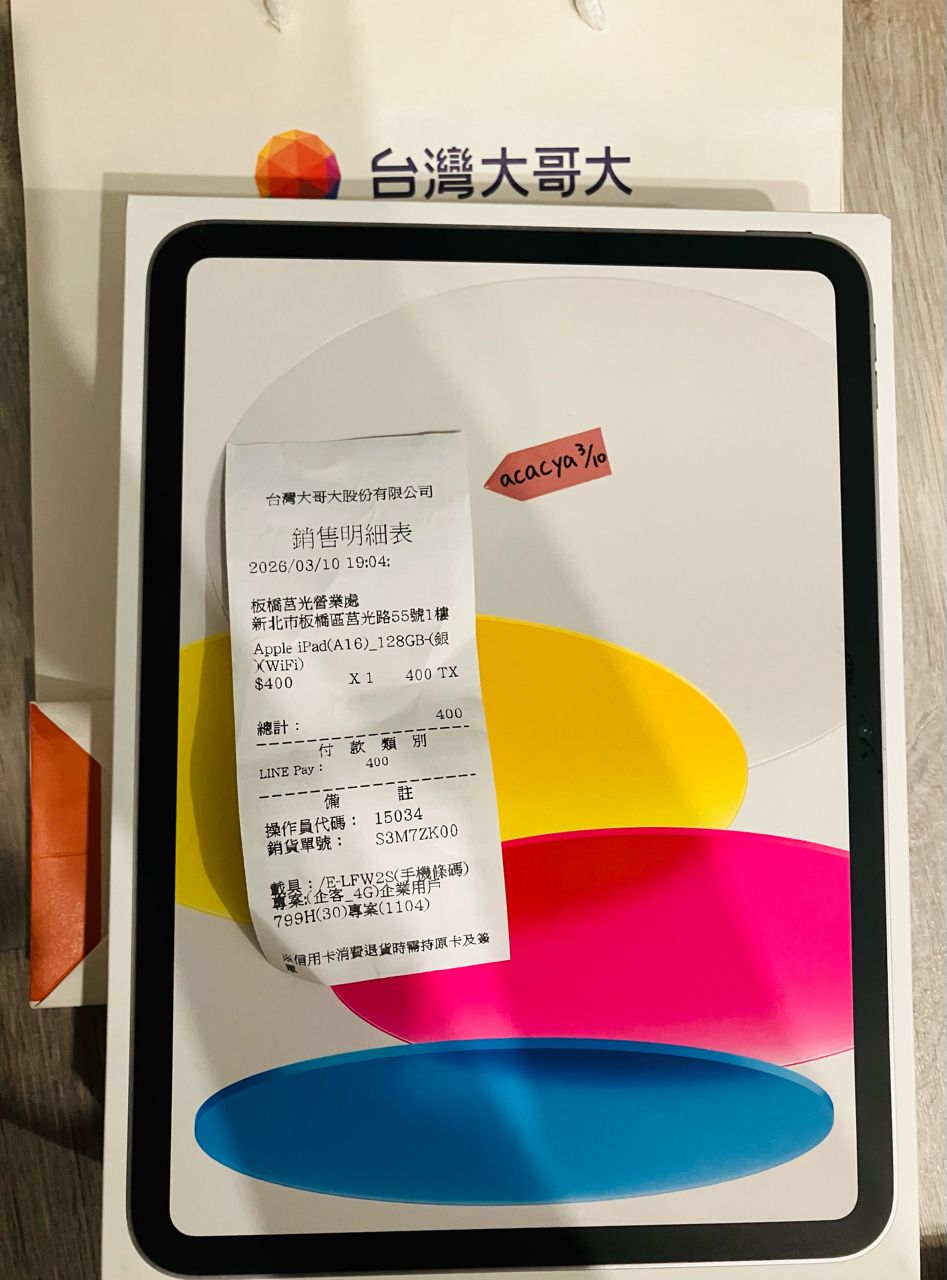 台灣大哥大
acacya 3/10
台灣大哥大股份有限公司
銷售明細表
2026/03/10 19:04:
板橋莒光營業處
新北市板橋區莒光路55號1樓
Apple iPad(A16)_128GB-(銀
)(WiFi)
$400 X 1 400 TX
總計： 400
付 款 類 別
LINE Pay： 400
備 註
操作員代碼： 15034
銷貨單號： S3M7ZK00
載具：/E-LFW2S(手機條碼)
專案:(企客_4G)企業用戶
799H(30)專案(1104)
※信用卡消費退貨時需持原卡及簽
單